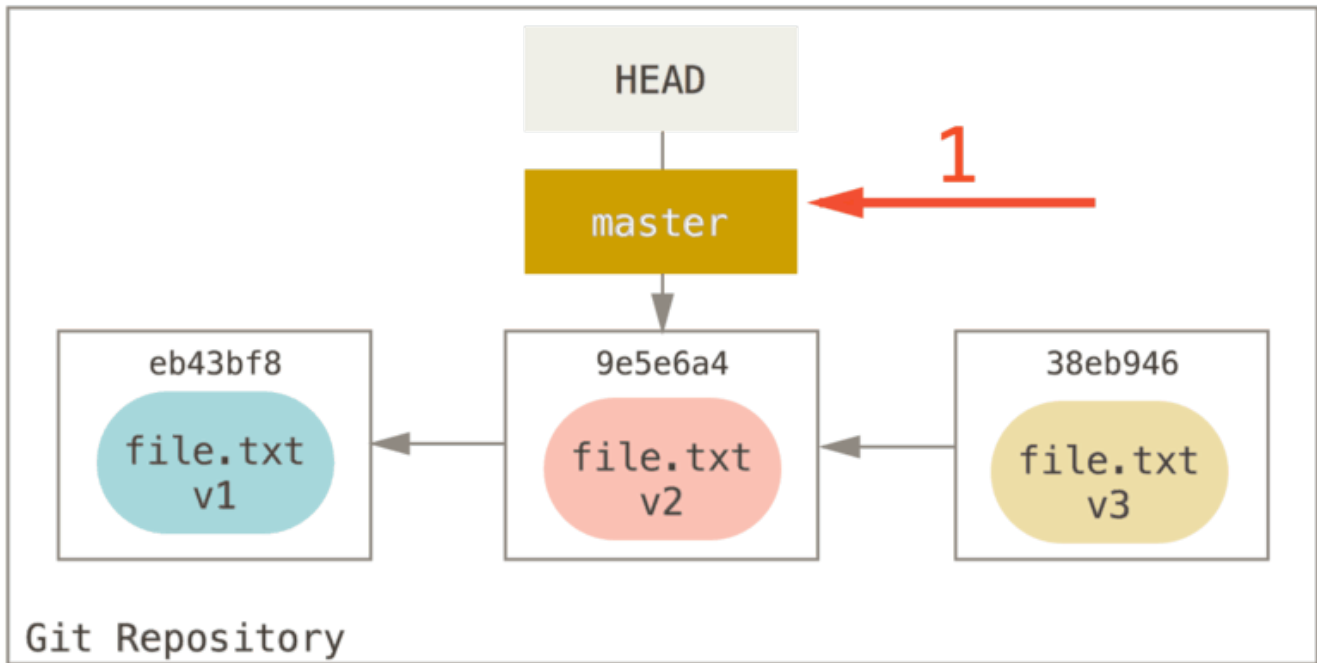 HEAD
1
master
eb43bf8
9e5e6a4
38eb946
file.txt
v1
file.txt
v2
file.txt
v3
Git Repository